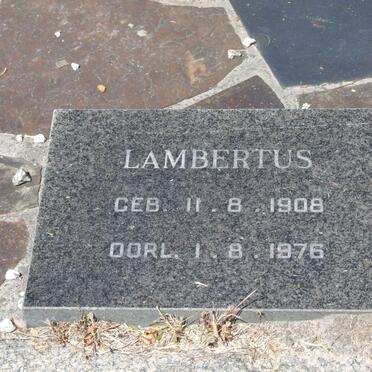 LAMBERTUS
GEB. 11. 8. 1908
OORL. 1. 8. 1976